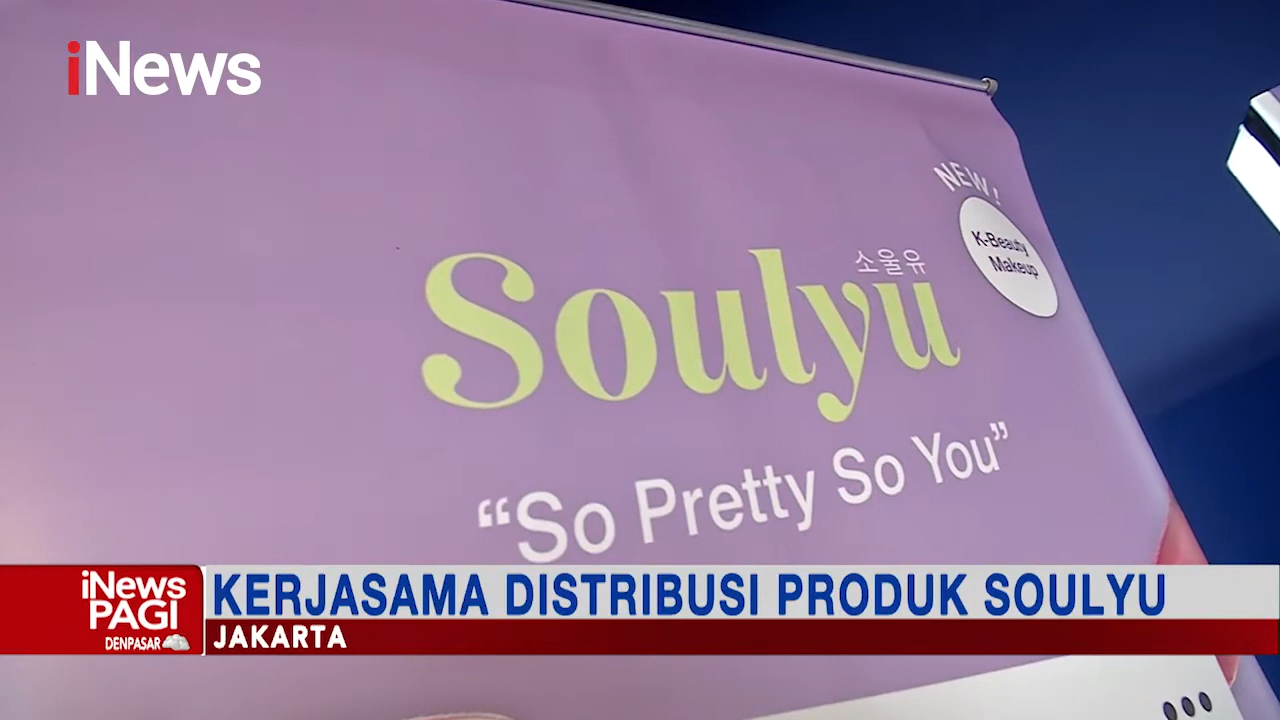 iNews
NEW!
K-Beauty
Makeup
소울유
Soulyu
“So Pretty So You”
iNews
PAGI
DENPASAR
KERJASAMA DISTRIBUSI PRODUK SOULYU
JAKARTA